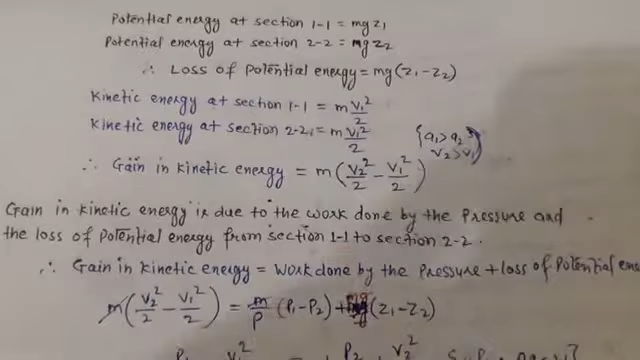 Potential energy at section 1-1 = mg z₁
Potential energy at section 2-2 = mg z₂
∴ Loss of Potential energy = mg(z₁-z₂)
Kinetic energy at section 1-1 = m v₁²/2
Kinetic energy at section 2-2, = m v₁²/2
{a₁>a₂
v₂>v₁}
∴ Gain in kinetic energy = m(v₂²/2 - v₁²/2)
Gain in kinetic energy is due to the work done by the pressure and
the loss of potential energy from section 1-1 to section 2-2.
∴ Gain in kinetic energy = work done by the pressure + loss of potential ene
m(v₂²/2 - v₁²/2) = m/ρ (P₁-P₂) + mg(z₁-z₂)